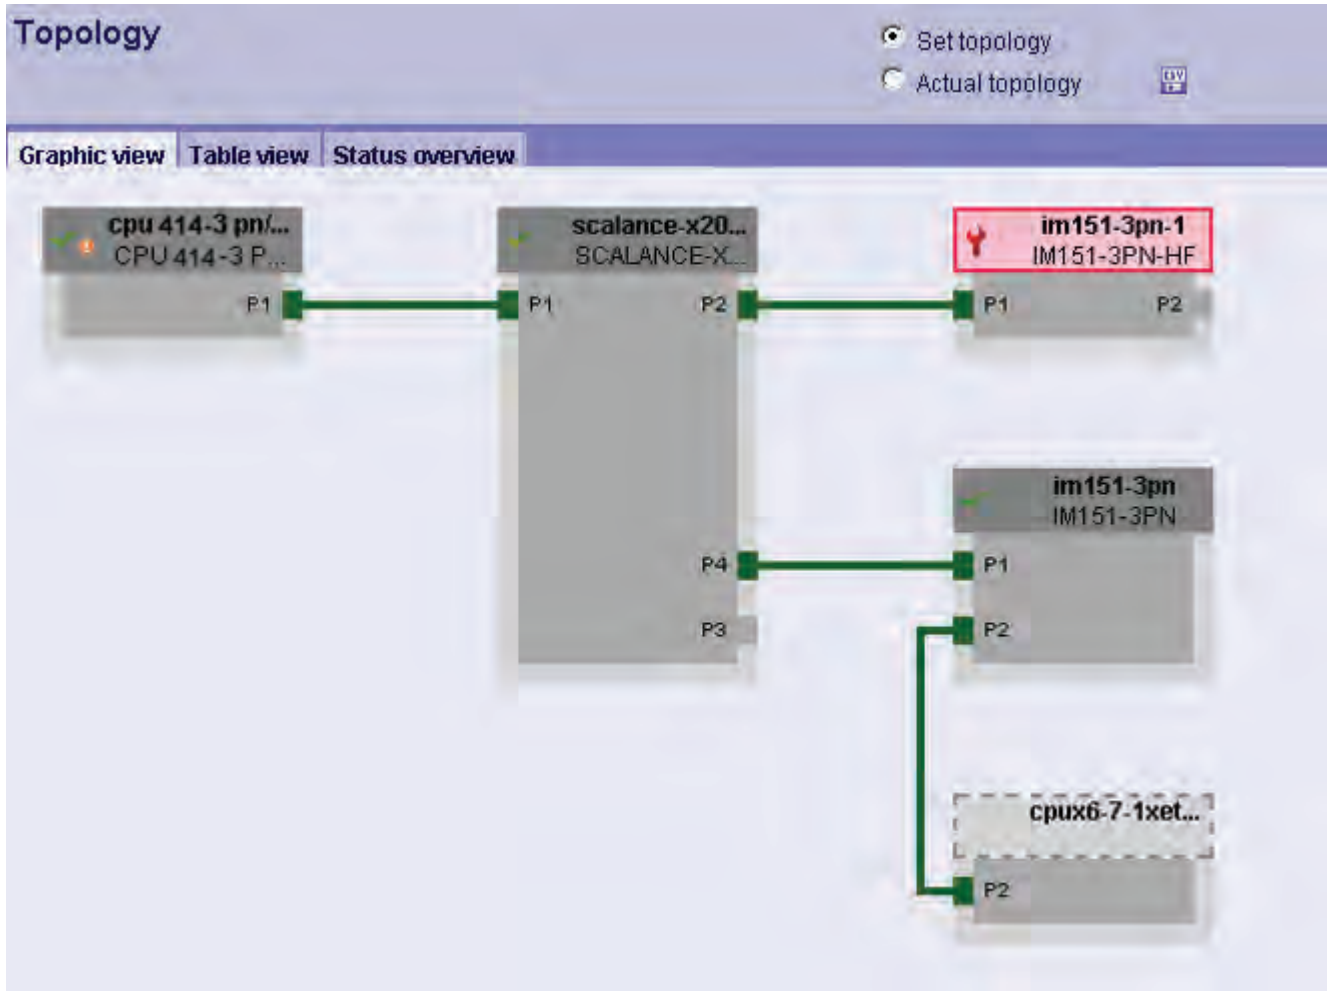 Topology
Set topology
Actual topology
Graphic view Table view Status overview
cpu 414-3 pn/...
CPU 414-3 P...
P1
scalance-x20...
SCALANCE-X...
P1 P2
im151-3pn-1
IM151-3PN-HF
P1 P2
P4
P3
im151-3pn
IM151-3PN
P1
P2
cpux6-7-1xet...
P2